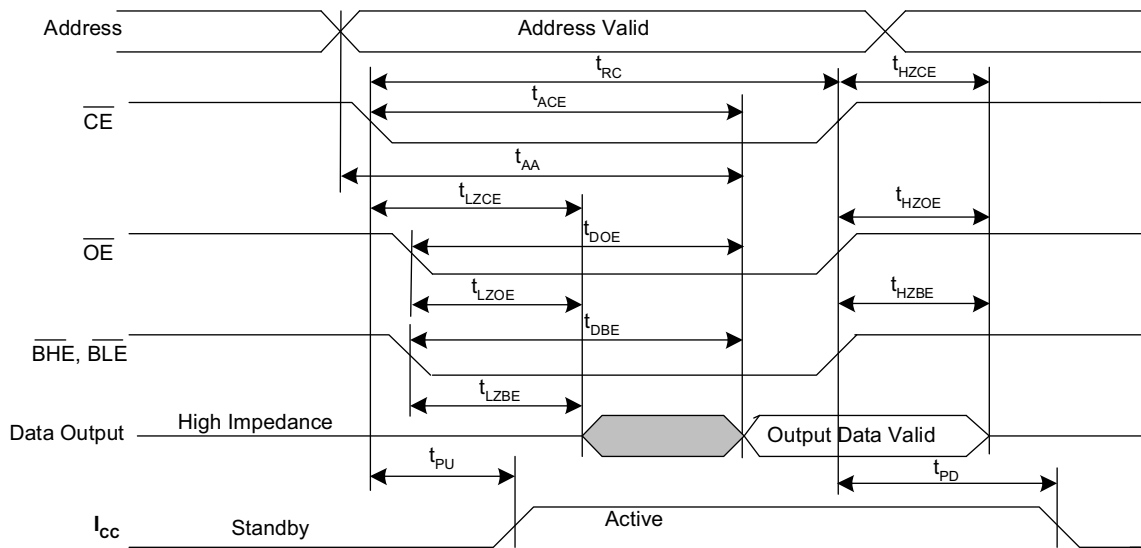 Address
Address Valid
tRC
tHZCE
tACE
CE
tAA
tLZCE
tHZOE
tDOE
OE
tLZOE
tHZBE
tDBE
BHE, BLE
tLZBE
Data Output
High Impedance
Output Data Valid
tPU
tPD
ICC
Standby
Active